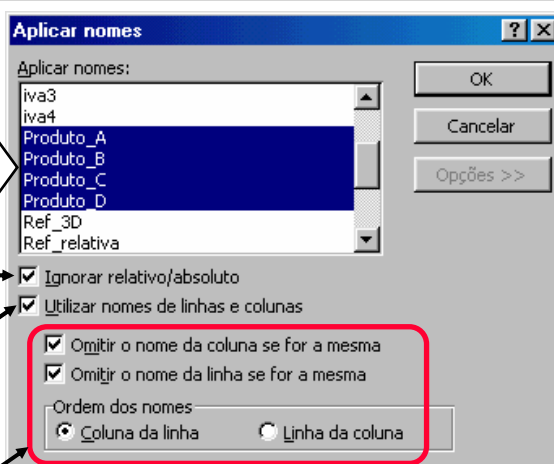 Aplicar nomes
Aplicar nomes:
iva3
iva4
Produto_A
Produto_B
Produto_C
Produto_D
Ref_3D
Ref_relativa
OK
Cancelar
Opções >>
Ignorar relativo/absoluto
Utilizar nomes de linhas e colunas
Omitir o nome da coluna se for a mesma
Omitir o nome da linha se for a mesma
Ordem dos nomes
Coluna da linha
Linha da coluna